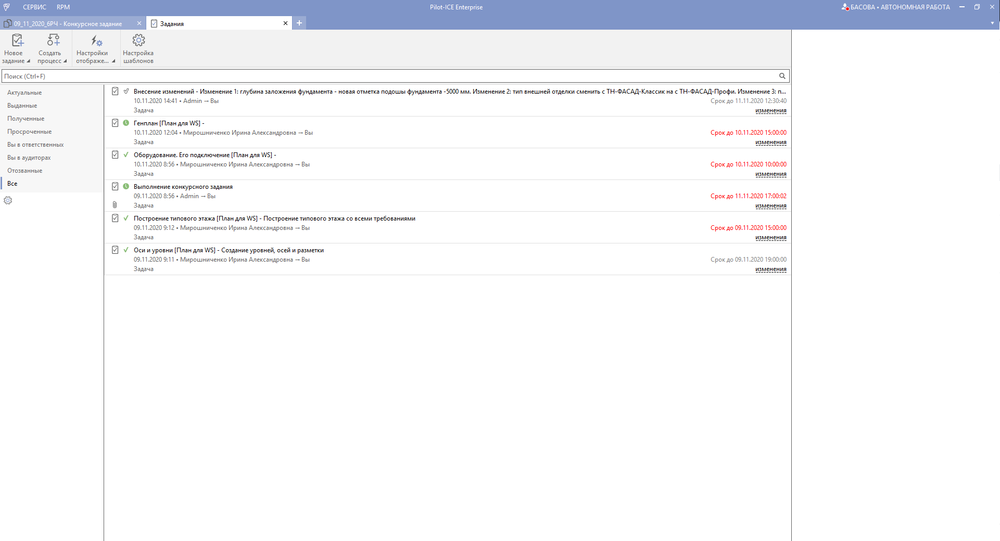 СЕРВИС RPM Pilot-ICE Enterprise БАСОВА • АВТОНОМНАЯ РАБОТА
09_11_2020_6РЧ - Конкурсное задание Задания
Новое задание
Создать процесс
Настройки отображе...
Настройка шаблонов
Поиск (Ctrl+F)
Актуальные
Выданные
Полученные
Просроченные
Вы в ответственных
Вы в аудиторах
Отозванные
Все
Внесение изменений - Изменение 1: глубина заложения фундамента - новая отметка подошы фундамента -5000 мм. Изменение 2: тип внешней отделки сменить с ТН-ФАСАД-Классик на с ТН-ФАСАД-Профи. Изменение 3: п...
10.11.2020 14:41 • Admin → Вы Срок до 11.11.2020 12:30:40
Задача изменения
Генплан [План для WS] -
10.11.2020 12:04 • Мирошниченко Ирина Александровна → Вы Срок до 10.11.2020 15:00:00
Задача изменения
Оборудование. Его подключение [План для WS] -
10.11.2020 8:56 • Мирошниченко Ирина Александровна → Вы Срок до 10.11.2020 10:00:00
Задача изменения
Выполнение конкурсного задания
09.11.2020 8:56 • Admin → Вы Срок до 11.11.2020 17:00:02
Задача изменения
Построение типового этажа [План для WS] - Построение типового этажа со всеми требованиями
09.11.2020 9:12 • Мирошниченко Ирина Александровна → Вы Срок до 09.11.2020 15:00:00
Задача изменения
Оси и уровни [План для WS] - Создание уровней, осей и разметки
09.11.2020 9:11 • Мирошниченко Ирина Александровна → Вы Срок до 09.11.2020 19:00:00
Задача изменения